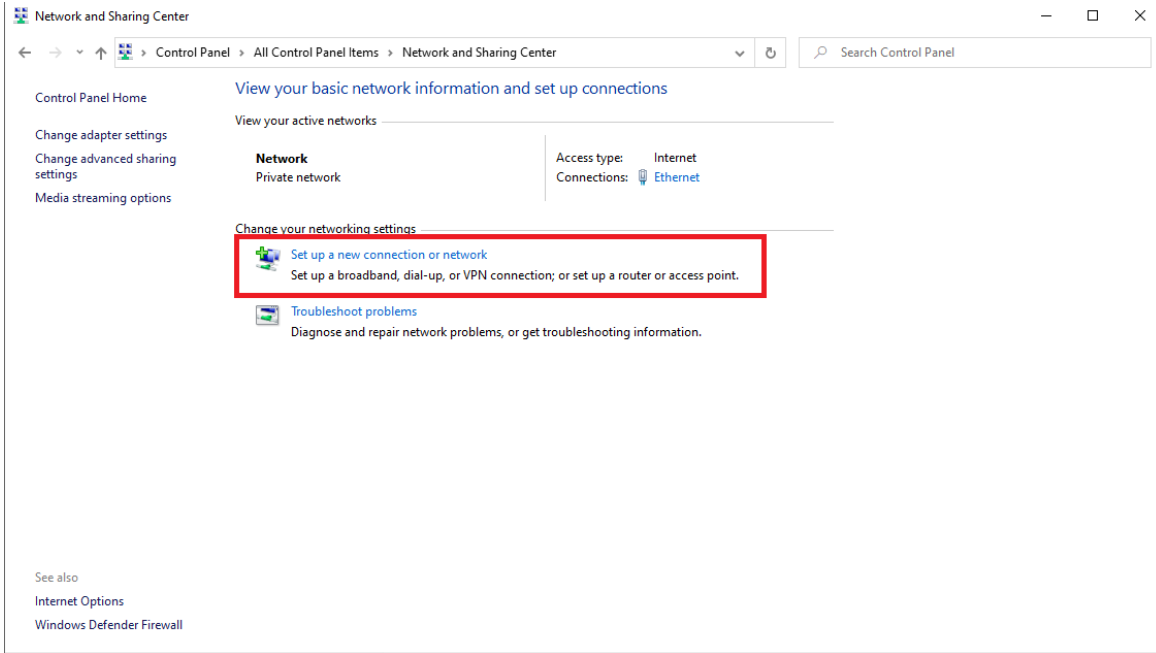 Network and Sharing Center
Control Panel > All Control Panel Items > Network and Sharing Center
Search Control Panel
Control Panel Home
Change adapter settings
Change advanced sharing
settings
Media streaming options
View your basic network information and set up connections
View your active networks
Network
Private network
Access type: Internet
Connections: Ethernet
Change your networking settings
Set up a new connection or network
Set up a broadband, dial-up, or VPN connection; or set up a router or access point.
Troubleshoot problems
Diagnose and repair network problems, or get troubleshooting information.
See also
Internet Options
Windows Defender Firewall